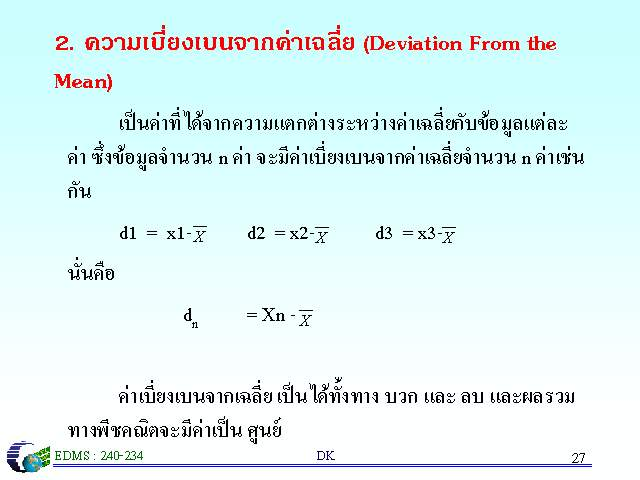 2. ความเบี่ยงเบนจากค่าเฉลี่ย (Deviation From the
Mean)
เป็นค่าที่ได้จากความแตกต่างระหว่างค่าเฉลี่ยกับข้อมูลแต่ละ
ค่า ซึ่งข้อมูลจำนวน n ค่า จะมีค่าเบี่ยงเบนจากค่าเฉลี่ยจำนวน n ค่าเช่น
กัน
d1 = x1-X̅ d2 = x2-X̅ d3 = x3-X̅
นั่นคือ
dₙ = Xn - X̅
ค่าเบี่ยงเบนจากเฉลี่ย เป็นได้ทั้งทาง บวก และ ลบ และผลรวม
ทางพีชคณิตจะมีค่าเป็น ศูนย์
EDMS : 240-234 DK 27